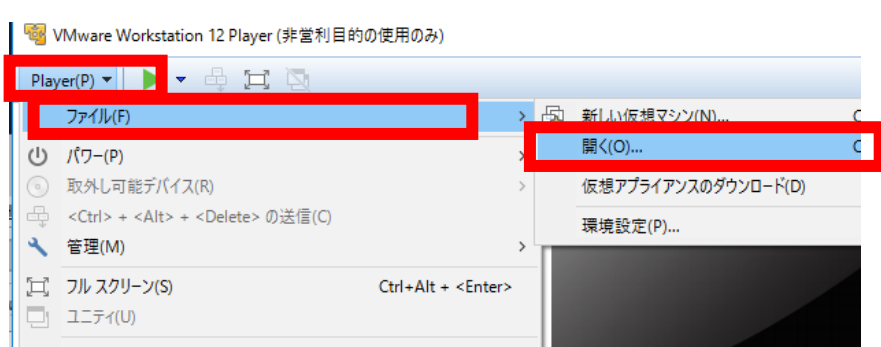 VMware Workstation 12 Player (非営利目的の使用のみ)
Player(P)
ファイル(F)
パワー(P)
取外し可能デバイス(R)
<Ctrl> + <Alt> + <Delete> の送信(C)
管理(M)
フル スクリーン(S) Ctrl+Alt + <Enter>
ユニティ(U)
新しい仮想マシン(N)... C
開く(O)... C
仮想アプライアンスのダウンロード(D)
環境設定(P)...